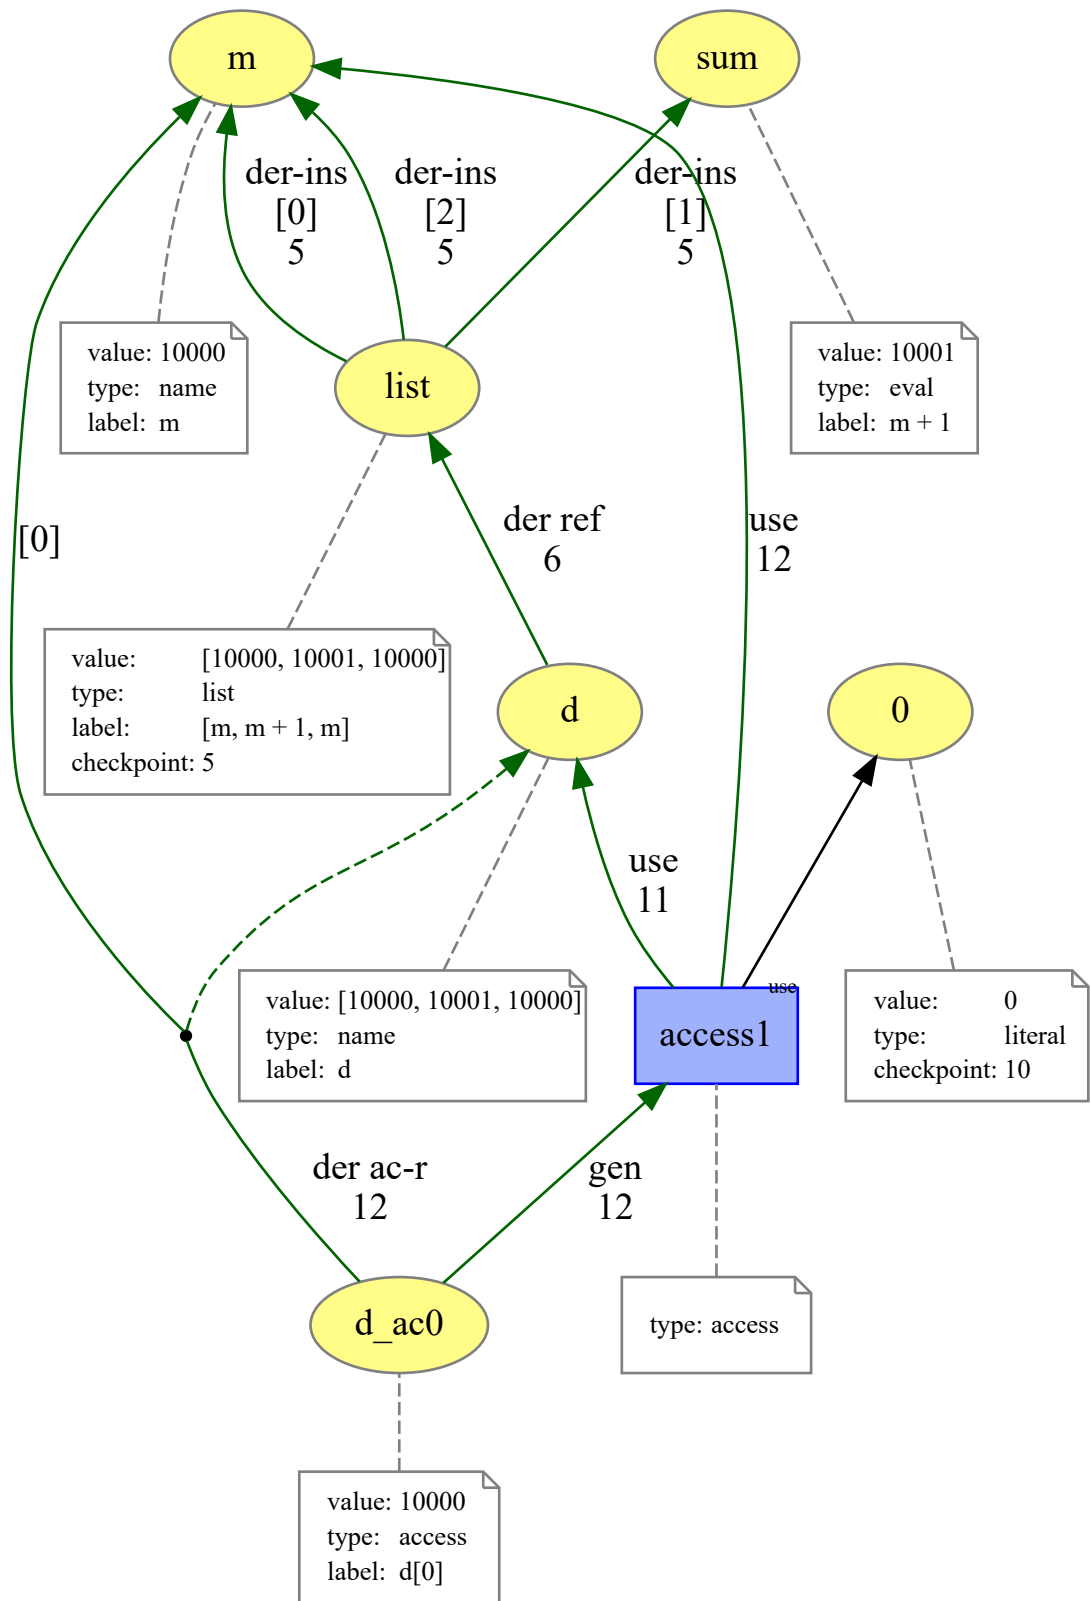 m
sum
der-ins
[0]
5
der-ins
[2]
5
der-ins
[1]
5
value: 10000
type: name
label: m
list
value: 10001
type: eval
label: m + 1
[0]
der ref
6
use
12
value: [10000, 10001, 10000]
type: list
label: [m, m + 1, m]
checkpoint: 5
d
0
use
11
value: [10000, 10001, 10000]
type: name
label: d
use
access1
value: 0
type: literal
checkpoint: 10
der ac-r
12
gen
12
d_ac0
type: access
value: 10000
type: access
label: d[0]